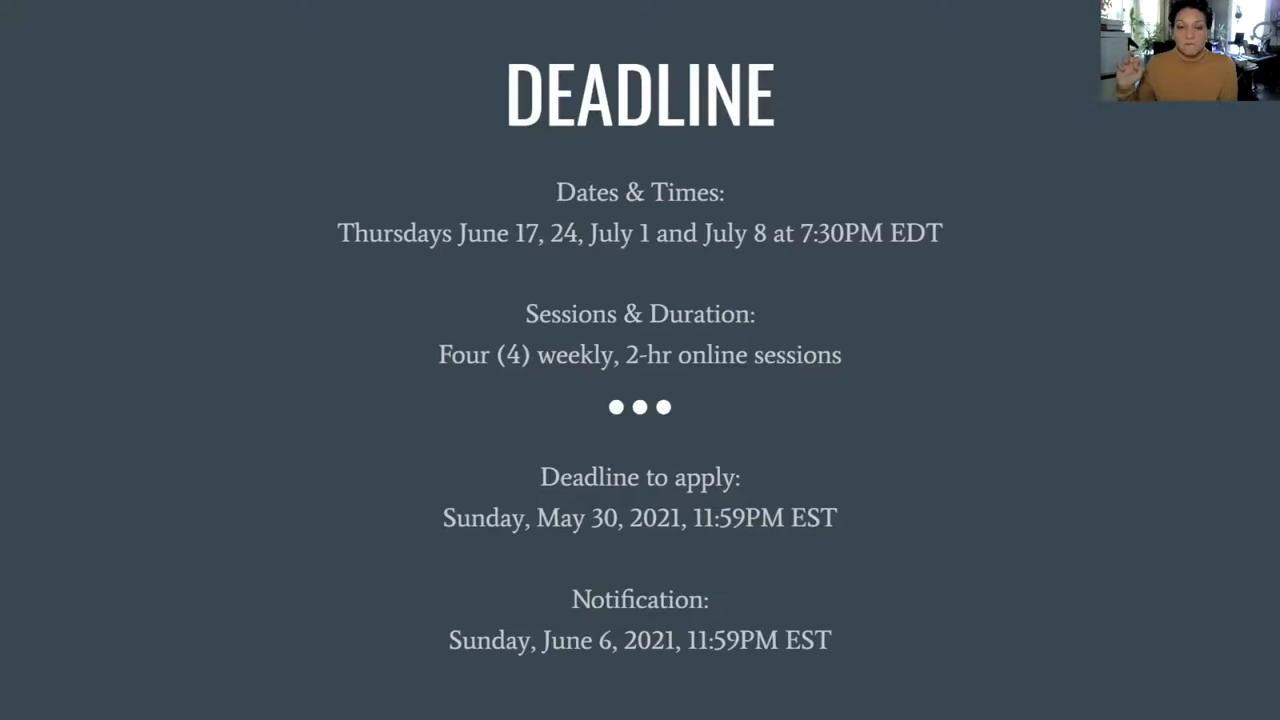 DEADLINE
Dates & Times:
Thursdays June 17, 24, July 1 and July 8 at 7:30PM EDT
Sessions & Duration:
Four (4) weekly, 2-hr online sessions
Deadline to apply:
Sunday, May 30, 2021, 11:59PM EST
Notification:
Sunday, June 6, 2021, 11:59PM EST